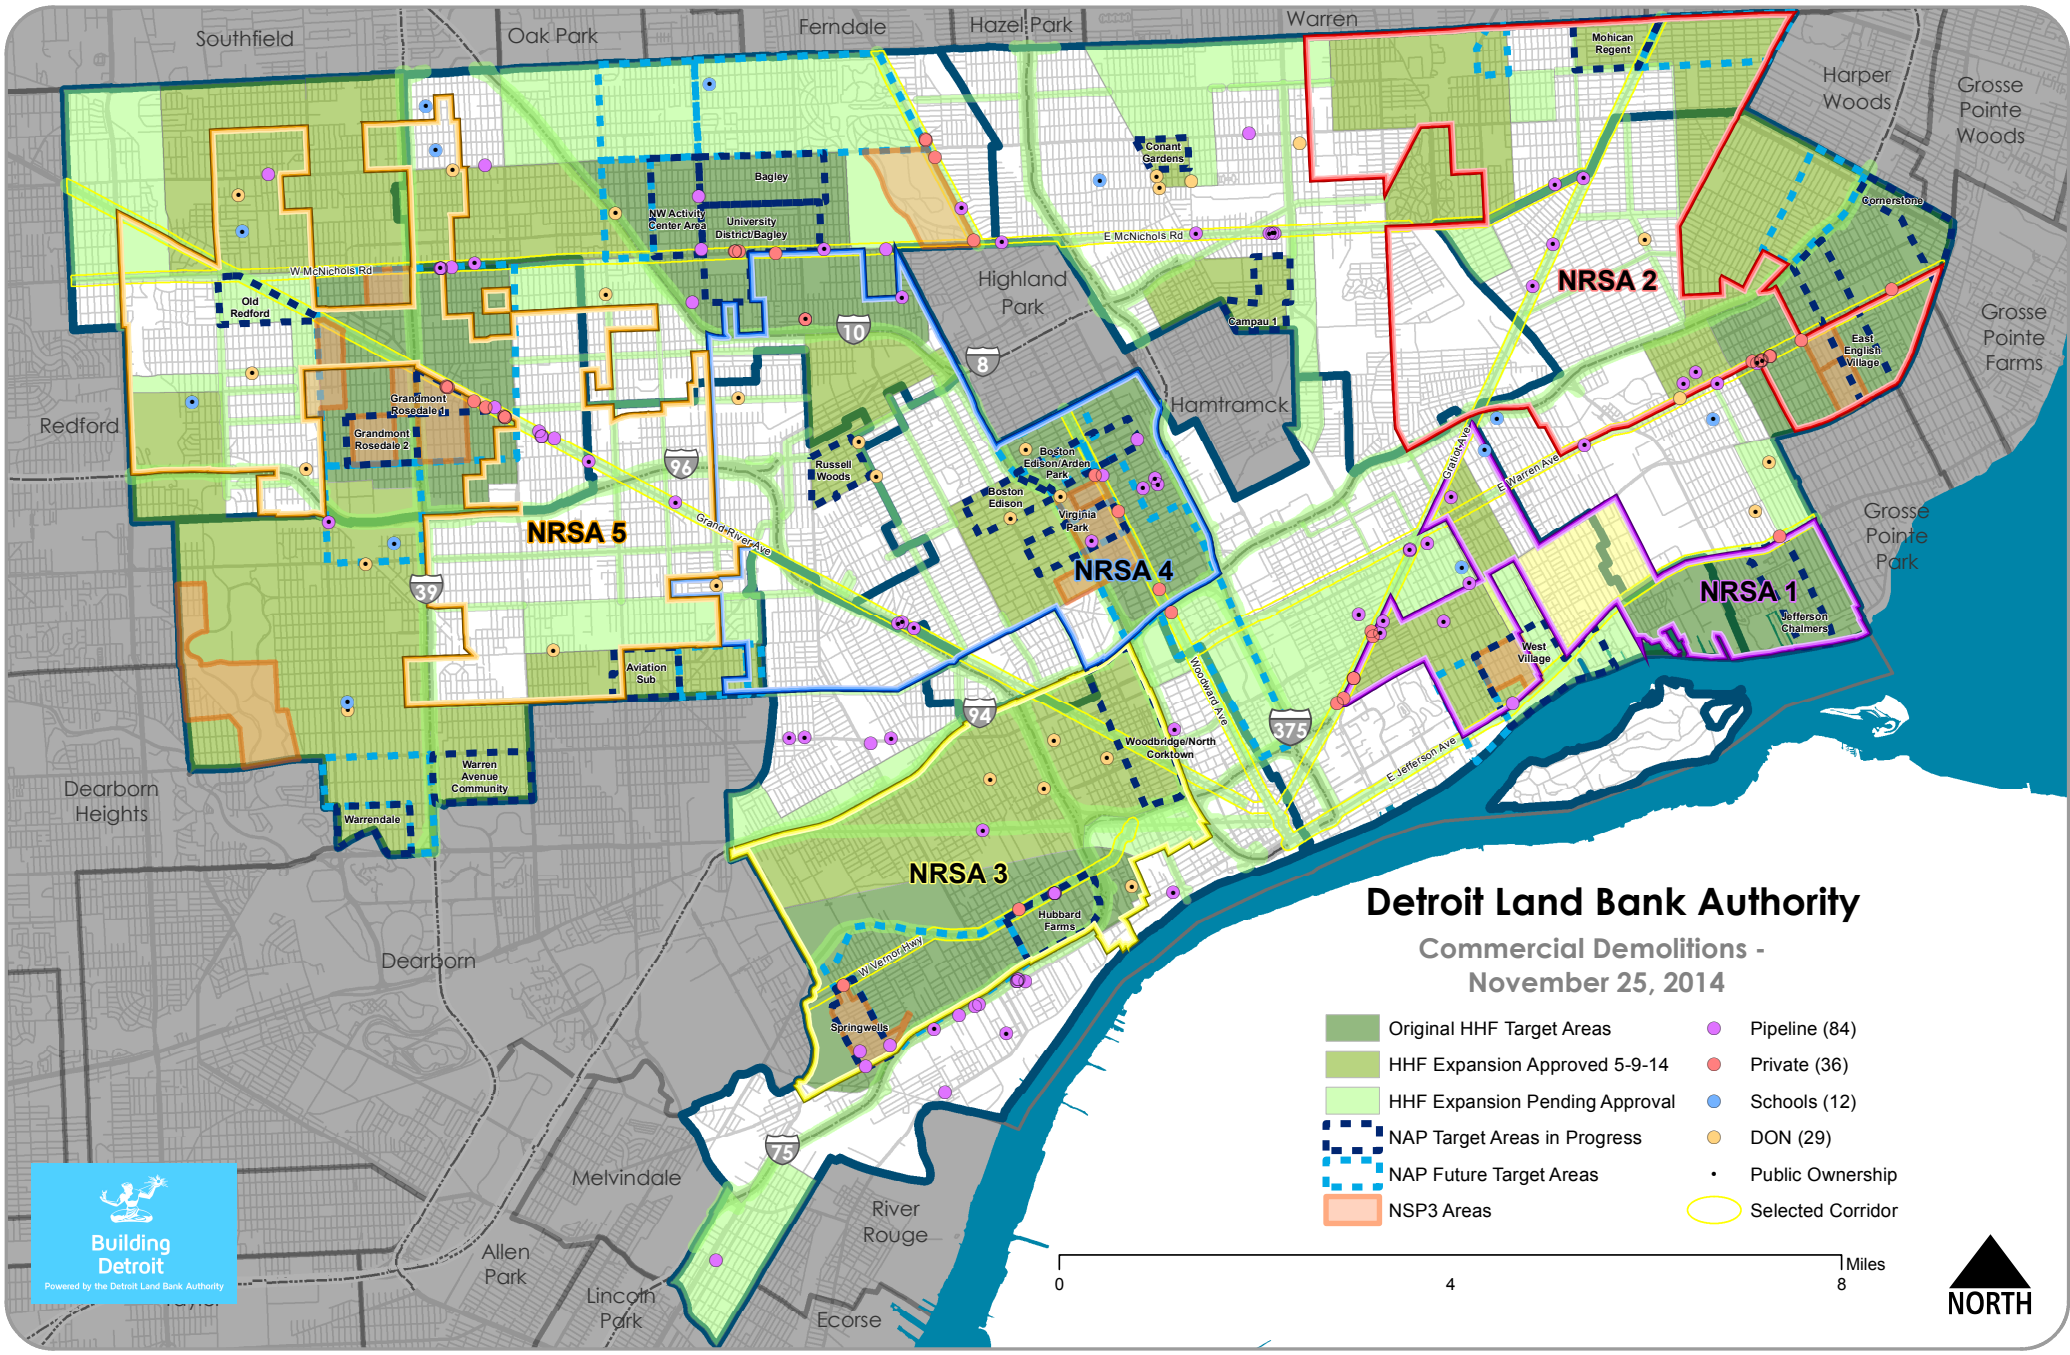 Southfield
Oak Park
Ferndale
Hazel Park
Warren
Harper
Woods
Grosse
Pointe
Woods
Mohican
Regent
Conant
Gardens
Bagley
NW Activity
Center Area
University
District/Bagley
Cornerstone
E McNichols Rd
W McNichols Rd
Highland
Park
NRSA 2
Old
Redford
Campau 1
10
8
Grosse
Pointe
Farms
East
English
Village
Redford
Grandmont
Rosedale 1
Grandmont
Rosedale 2
Hamtramck
96
Russell
Woods
Boston
Edison/Arden
Park
Boston
Edison
Virginia
Park
Gratiot Ave
E Warren Ave
Grosse
Pointe
Park
NRSA 5
Grand River Ave
NRSA 4
39
NRSA 1
Jefferson
Chalmers
West
Village
Aviation
Sub
Woodward Ave
94
375
Woodbridge/North
Corktown
E Jefferson Ave
Warren
Avenue
Community
Dearborn
Heights
Warrendale
NRSA 3
Hubbard
Farms
W Vernor Hwy
Dearborn
Springwells
75
Melvindale
River
Rouge
Allen
Park
Lincoln
Park
Ecorse
Taylor
Detroit Land Bank Authority
Commercial Demolitions -
November 25, 2014
Original HHF Target Areas
HHF Expansion Approved 5-9-14
HHF Expansion Pending Approval
NAP Target Areas in Progress
NAP Future Target Areas
NSP3 Areas
Pipeline (84)
Private (36)
Schools (12)
DON (29)
Public Ownership
Selected Corridor
Miles
0 4 8
NORTH
Building
Detroit
Powered by the Detroit Land Bank Authority